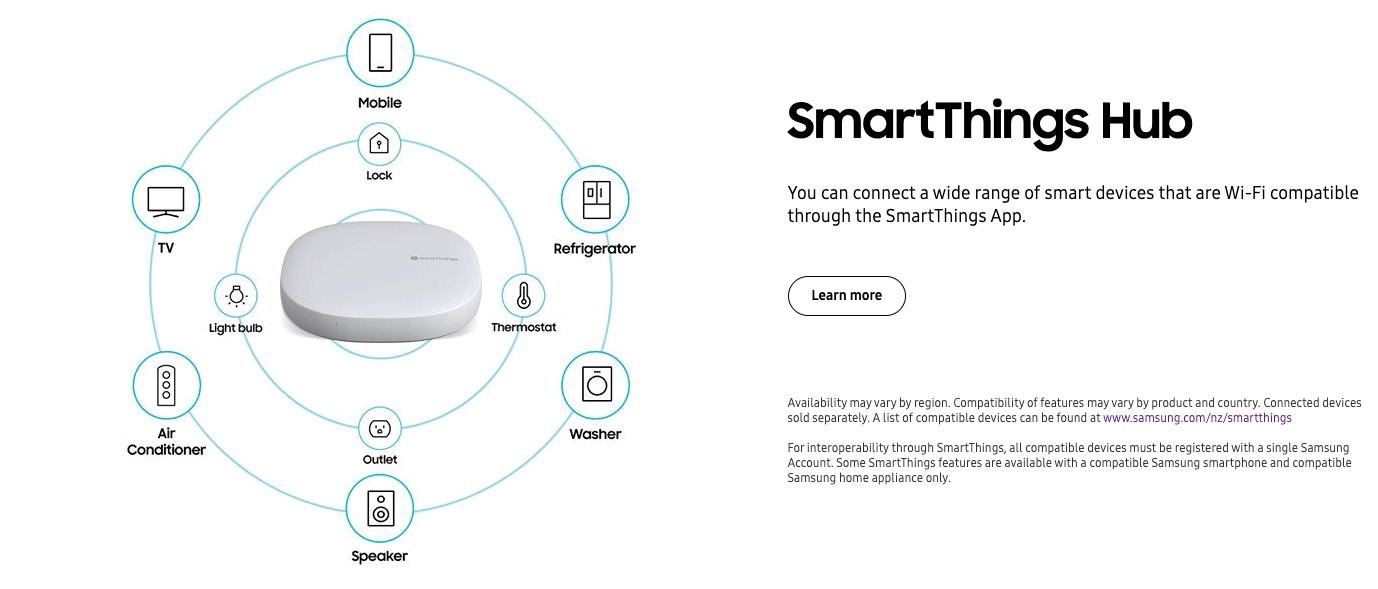 Mobile
Lock
TV
Refrigerator
SmartThings
Light bulb
Thermostat
Air
Conditioner
Washer
Outlet
Speaker
SmartThings Hub
You can connect a wide range of smart devices that are Wi-Fi compatible
through the SmartThings App.
Learn more
Availability may vary by region. Compatibility of features may vary by product and country. Connected devices
sold separately. A list of compatible devices can be found at www.samsung.com/nz/smartthings
For interoperability through SmartThings, all compatible devices must be registered with a single Samsung
Account. Some SmartThings features are available with a compatible Samsung smartphone and compatible
Samsung home appliance only.